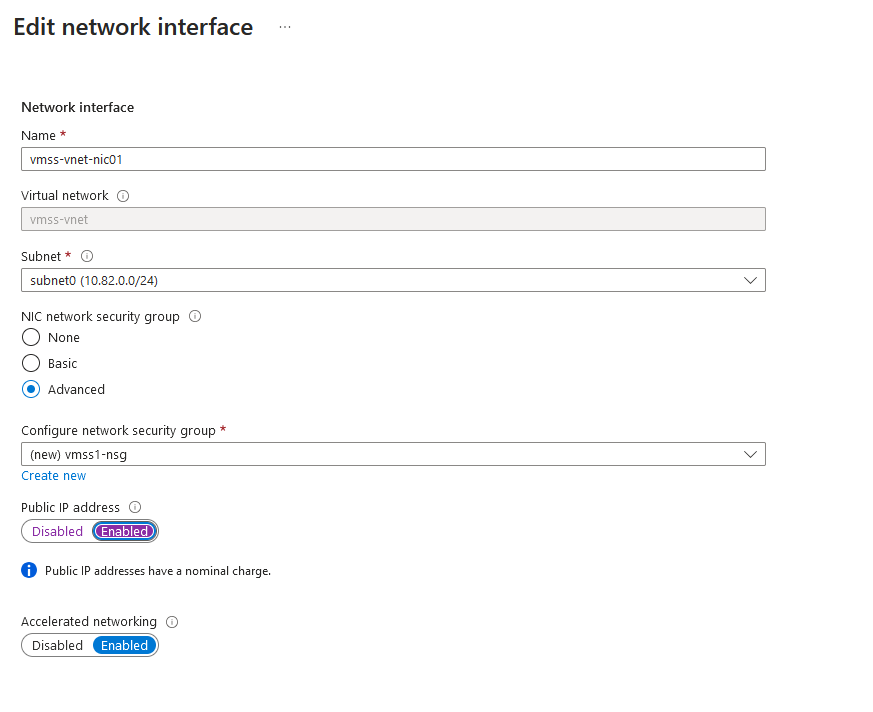 Edit network interface ...
Network interface
Name *
vmss-vnet-nic01
Virtual network
vmss-vnet
Subnet *
subnet0 (10.82.0.0/24)
NIC network security group
None
Basic
Advanced
Configure network security group *
(new) vmss1-nsg
Create new
Public IP address
Disabled Enabled
Public IP addresses have a nominal charge.
Accelerated networking
Disabled Enabled